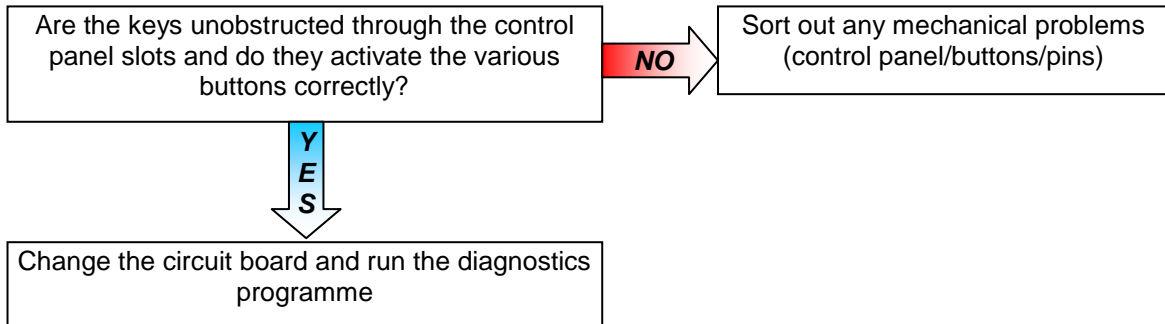 Are the keys unobstructed through the control
panel slots and do they activate the various
buttons correctly?
NO
Sort out any mechanical problems
(control panel/buttons/pins)
Y
E
S
Change the circuit board and run the diagnostics
programme